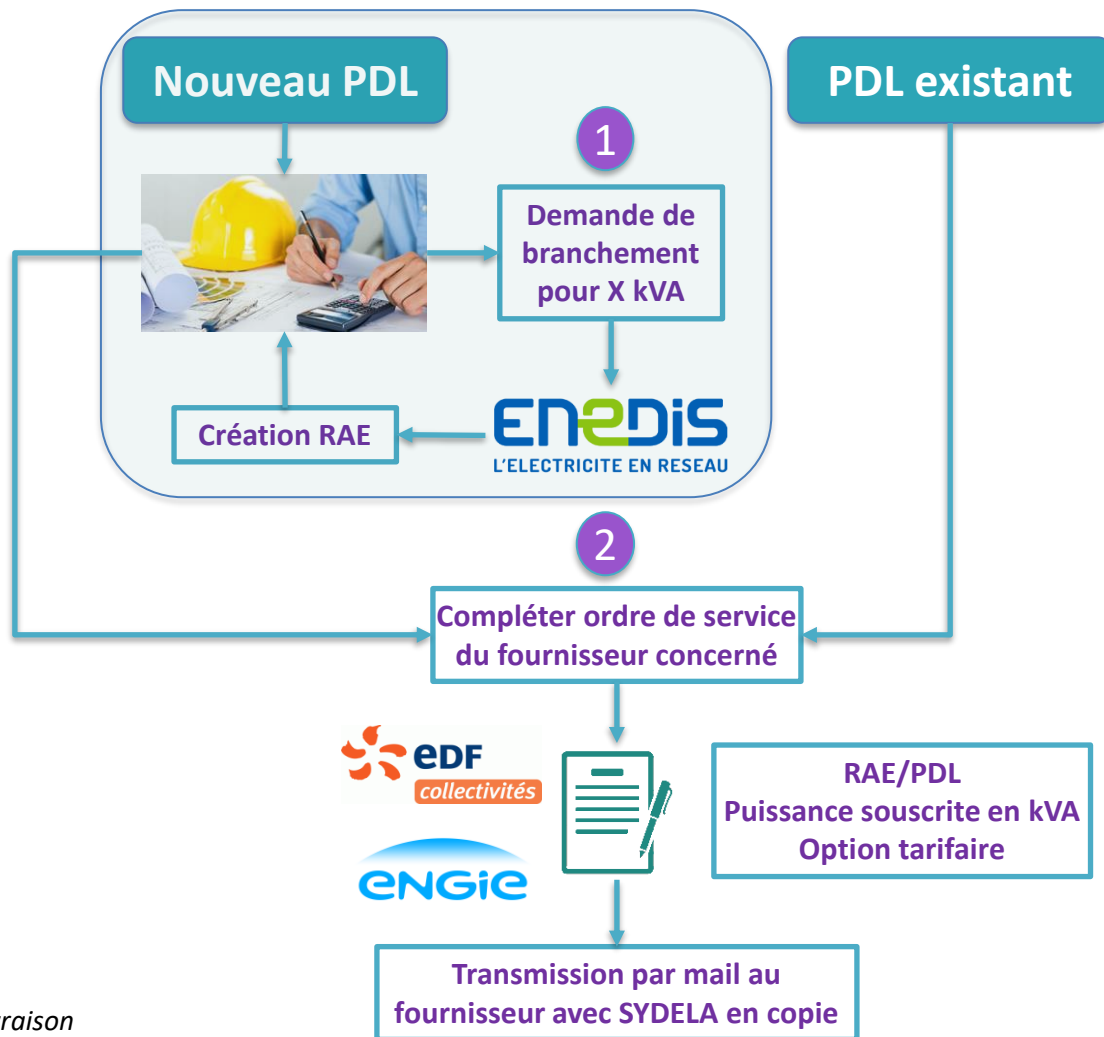 Nouveau PDL
PDL existant
1
Demande de
branchement
pour X kVA
Création RAE
ENEDIS
L'ELECTRICITE EN RESEAU
2
Compléter ordre de service
du fournisseur concerné
eDF
collectivités
RAE/PDL
Puissance souscrite en kVA
Option tarifaire
ENGIE
Transmission par mail au
fournisseur avec SYDELA en copie
raison